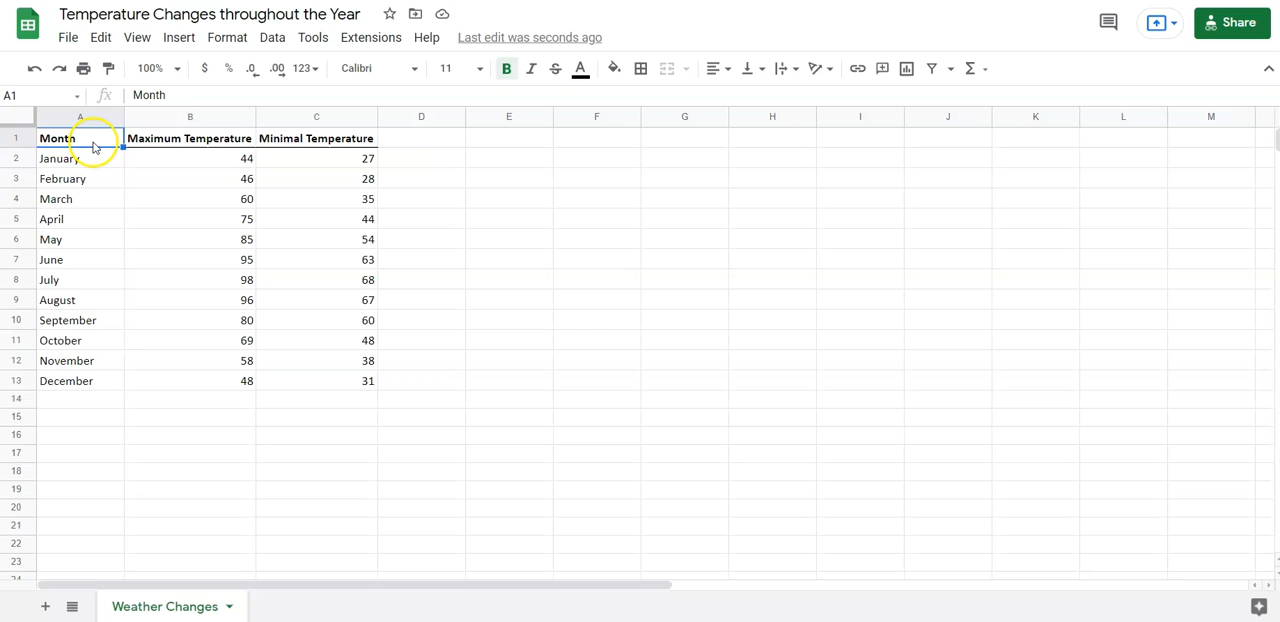 Temperature Changes throughout the Year
File Edit View Insert Format Data Tools Extensions Help Last edit was seconds ago
Share
100% $ % .0 .00 123 Calibri 11 B I S A Σ
A1 fx Month
A B C D E F G H I J K L M
1 Month Maximum Temperature Minimal Temperature
2 January 44 27
3 February 46 28
4 March 60 35
5 April 75 44
6 May 85 54
7 June 95 63
8 July 98 68
9 August 96 67
10 September 80 60
11 October 69 48
12 November 58 38
13 December 48 31
14
15
16
17
18
19
20
21
22
23
24
+ Weather Changes